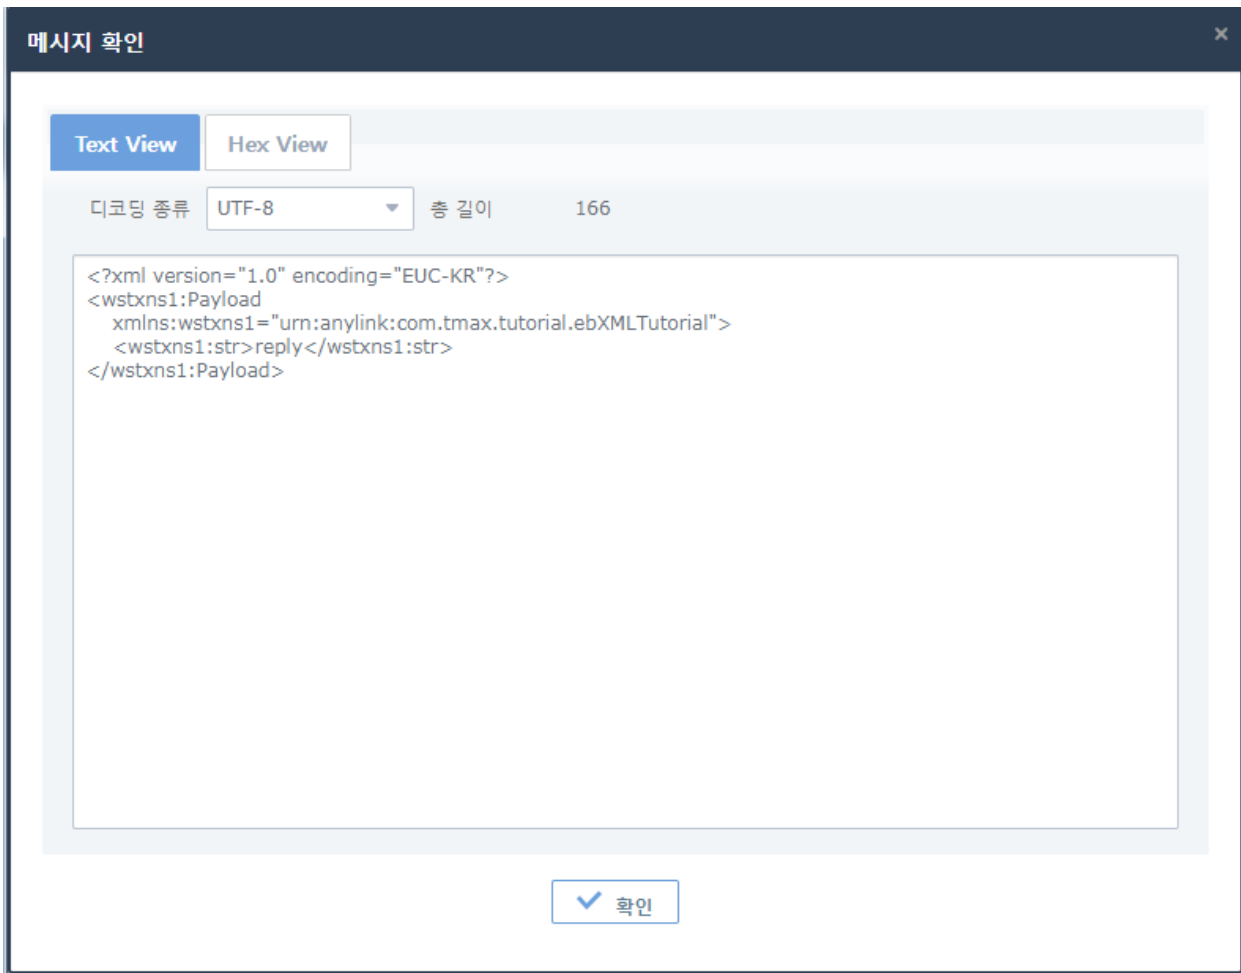 메시지 확인 ×
Text View Hex View
디코딩 종류 UTF-8 총 길이 166
<?xml version="1.0" encoding="EUC-KR"?>
<wstxns1:Payload
xmlns:wstxns1="urn:anylink:com.tmax.tutorial.ebXMLTutorial">
<wstxns1:str>reply</wstxns1:str>
</wstxns1:Payload>
확인